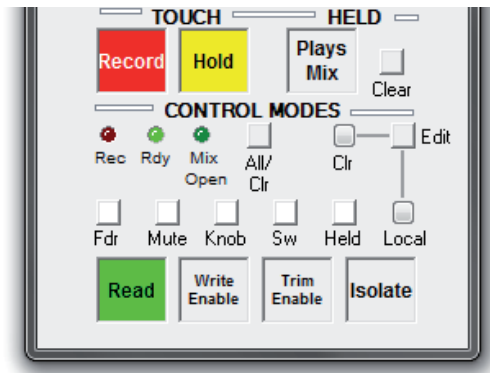 TOUCH HELD
Record Hold Plays
Mix
Clear
CONTROL MODES
Edit
Rec Rdy Mix
Open All/
Clr Clr
Fdr Mute Knob Sw Held Local
Read Write
Enable Trim
Enable Isolate